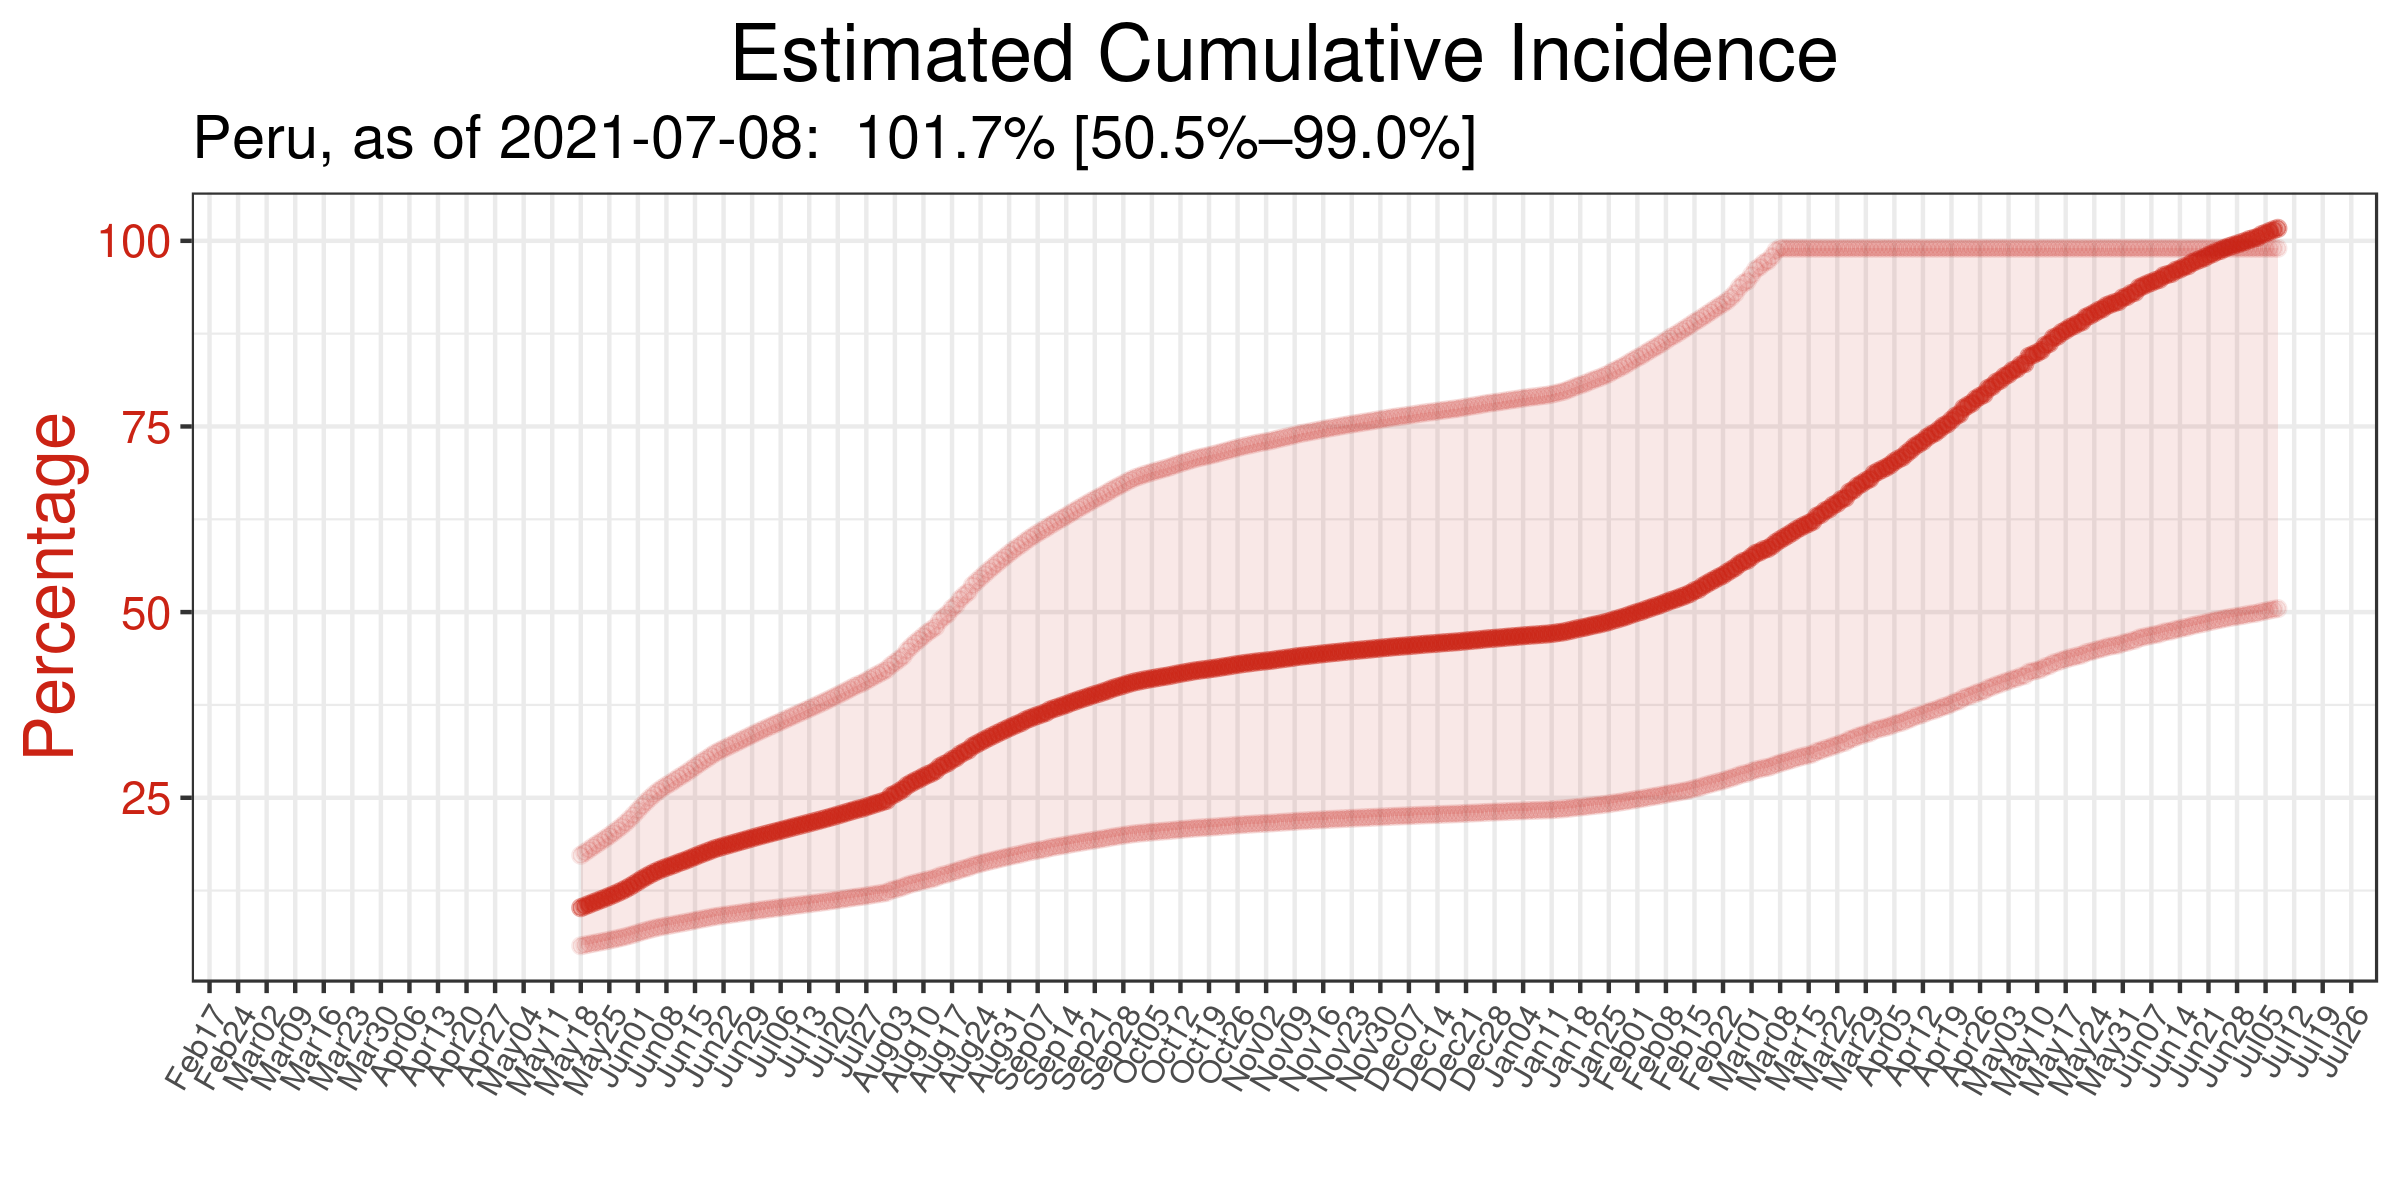 Estimated Cumulative Incidence
Peru, as of 2021-07-08:  101.7% [50.5%–99.0%]
Percentage
100
75
50
25
Feb17
Feb24
Mar02
Mar09
Mar16
Mar23
Mar30
Apr06
Apr13
Apr20
Apr27
May04
May11
May18
May25
Jun01
Jun08
Jun15
Jun22
Jun29
Jul06
Jul13
Jul20
Jul27
Aug03
Aug10
Aug17
Aug24
Aug31
Sep07
Sep14
Sep21
Sep28
Oct05
Oct12
Oct19
Oct26
Nov02
Nov09
Nov16
Nov23
Nov30
Dec07
Dec14
Dec21
Dec28
Jan04
Jan11
Jan18
Jan25
Feb01
Feb08
Feb15
Feb22
Mar01
Mar08
Mar15
Mar22
Mar29
Apr05
Apr12
Apr19
Apr26
May03
May10
May17
May24
May31
Jun07
Jun14
Jun21
Jun28
Jul05
Jul12
Jul19
Jul26